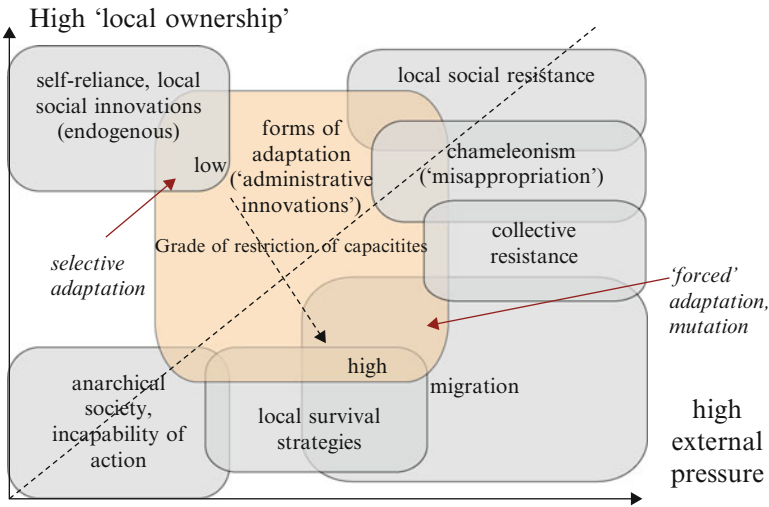 High ‘local ownership’
self-reliance, local
social innovations
(endogenous)
low
forms of
adaptation
(‘administrative
innovations’)
local social resistance
chameleonism
(‘misappropriation’)
Grade of restriction of capacitites
collective
resistance
selective
adaptation
‘forced’
adaptation,
mutation
high
anarchical
society,
incapability of
action
local survival
strategies
migration
high
external
pressure